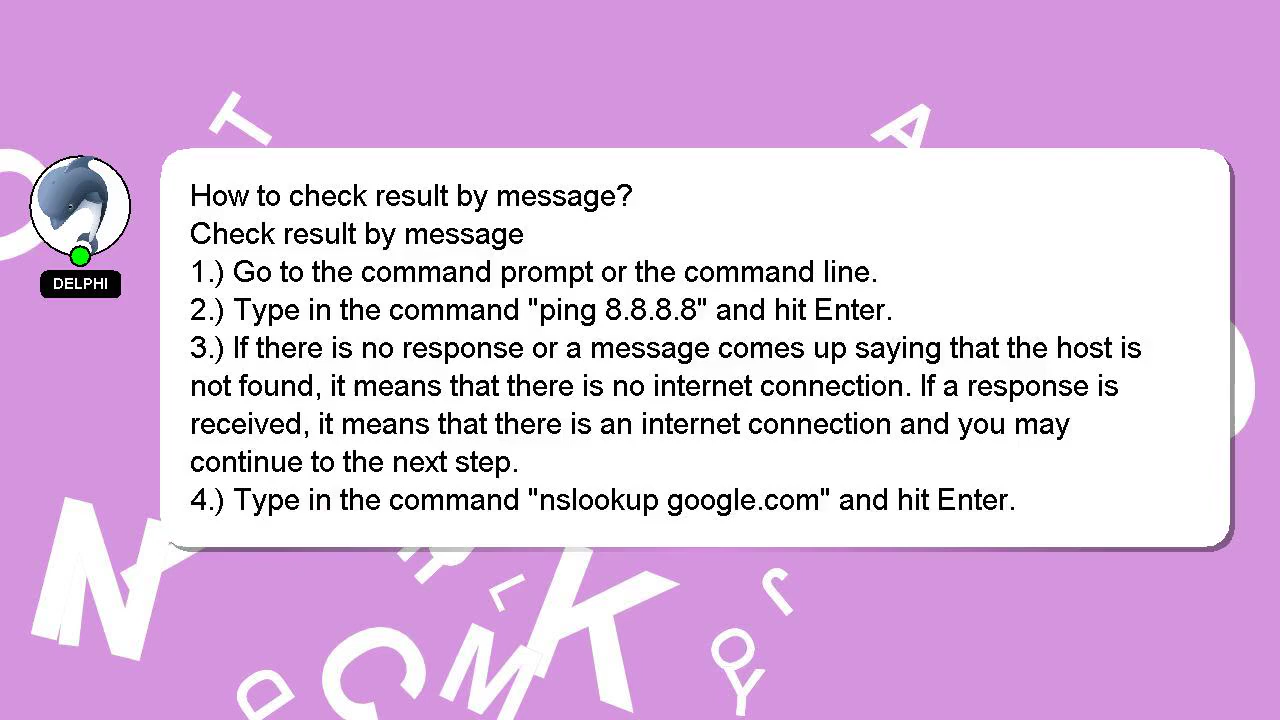 T
A
DELPHI
How to check result by message?
Check result by message
1.) Go to the command prompt or the command line.
2.) Type in the command "ping 8.8.8.8" and hit Enter.
3.) If there is no response or a message comes up saying that the host is
not found, it means that there is no internet connection. If a response is
received, it means that there is an internet connection and you may
continue to the next step.
4.) Type in the command "nslookup google.com" and hit Enter.
N
L
K
J
C
M
O
Y
D